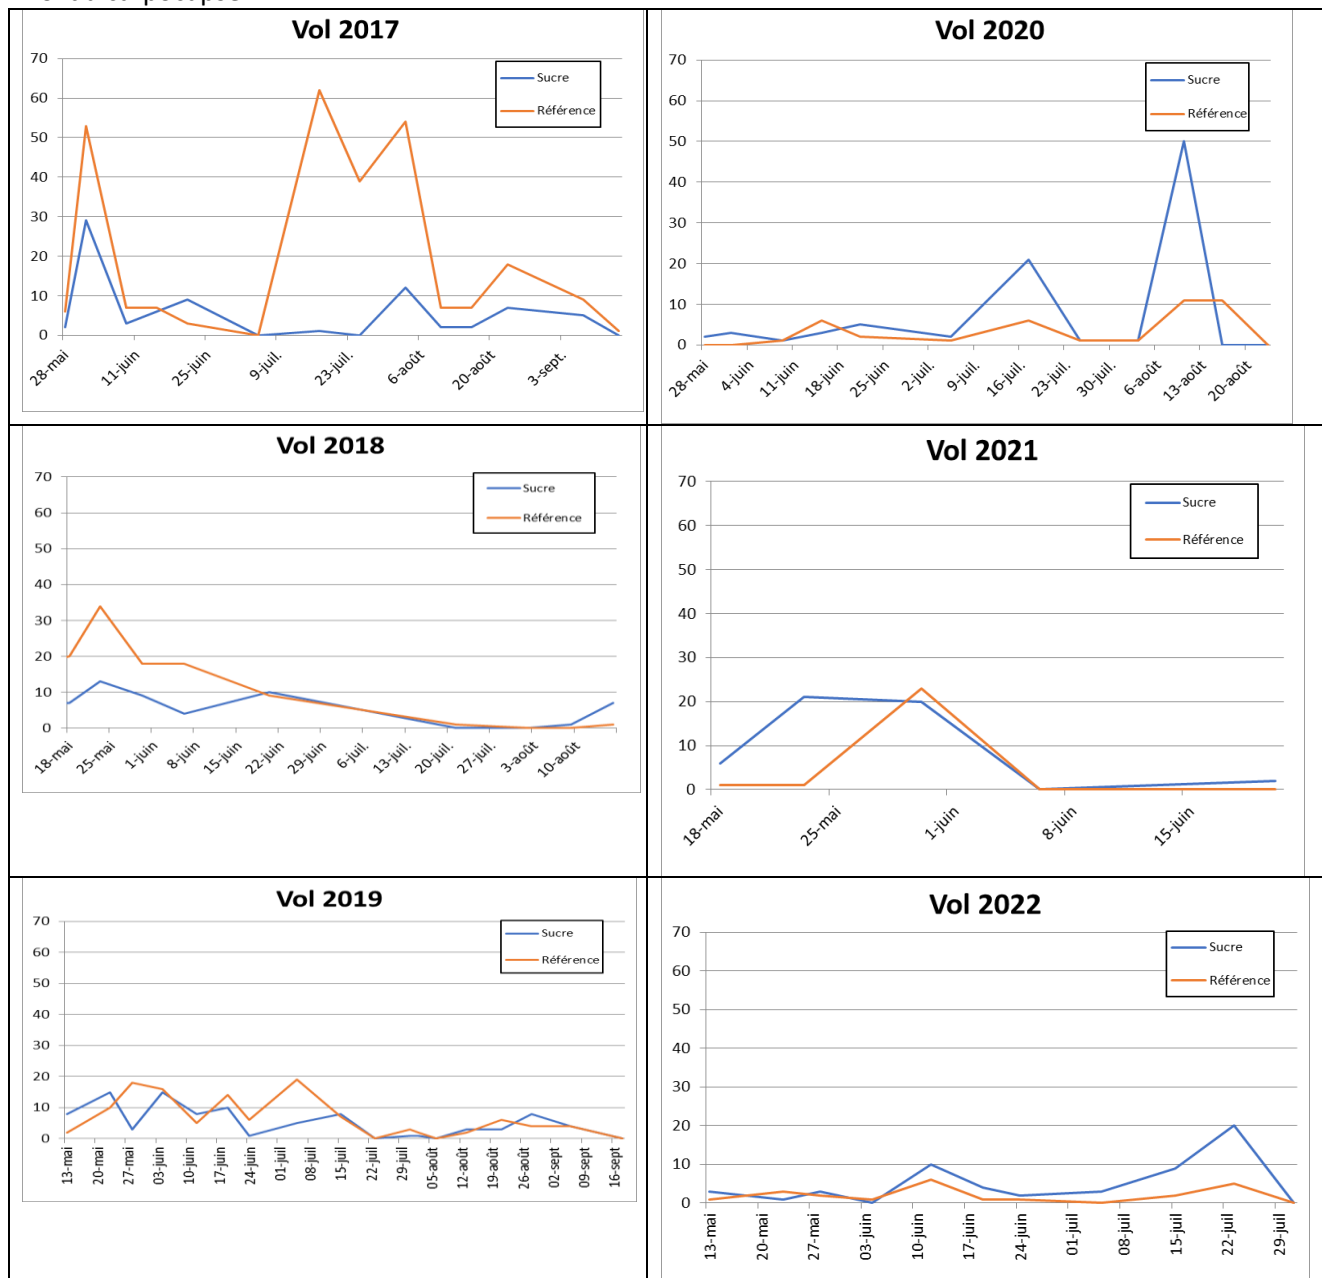 Vol 2017
70
60
50
40
30
20
10
0
Sucre
Référence
28-mai
11-juin
25-juin
9-juil.
23-juil.
6-août
20-août
3-sept.
Vol 2020
70
60
50
40
30
20
10
0
Sucre
Référence
28-mai
4-juin
11-juin
18-juin
25-juin
2-juil.
9-juil.
16-juil.
23-juil.
30-juil.
6-août
13-août
20-août
Vol 2018
70
60
50
40
30
20
10
0
Sucre
Référence
18-mai
25-mai
1-juin
8-juin
15-juin
22-juin
29-juin
6-juil.
13-juil.
20-juil.
27-juil.
3-août
10-août
Vol 2021
70
60
50
40
30
20
10
0
Sucre
Référence
18-mai
25-mai
1-juin
8-juin
15-juin
Vol 2019
70
60
50
40
30
20
10
0
Sucre
Référence
13-mai
20-mai
27-mai
03-juin
10-juin
17-juin
24-juin
01-juil
08-juil
15-juil
22-juil
29-juil
05-août
12-août
19-août
26-août
02-sept
09-sept
16-sept
Vol 2022
70
60
50
40
30
20
10
0
Sucre
Référence
13-mai
20-mai
27-mai
03-juin
10-juin
17-juin
24-juin
01-juil
08-juil
15-juil
22-juil
29-juil